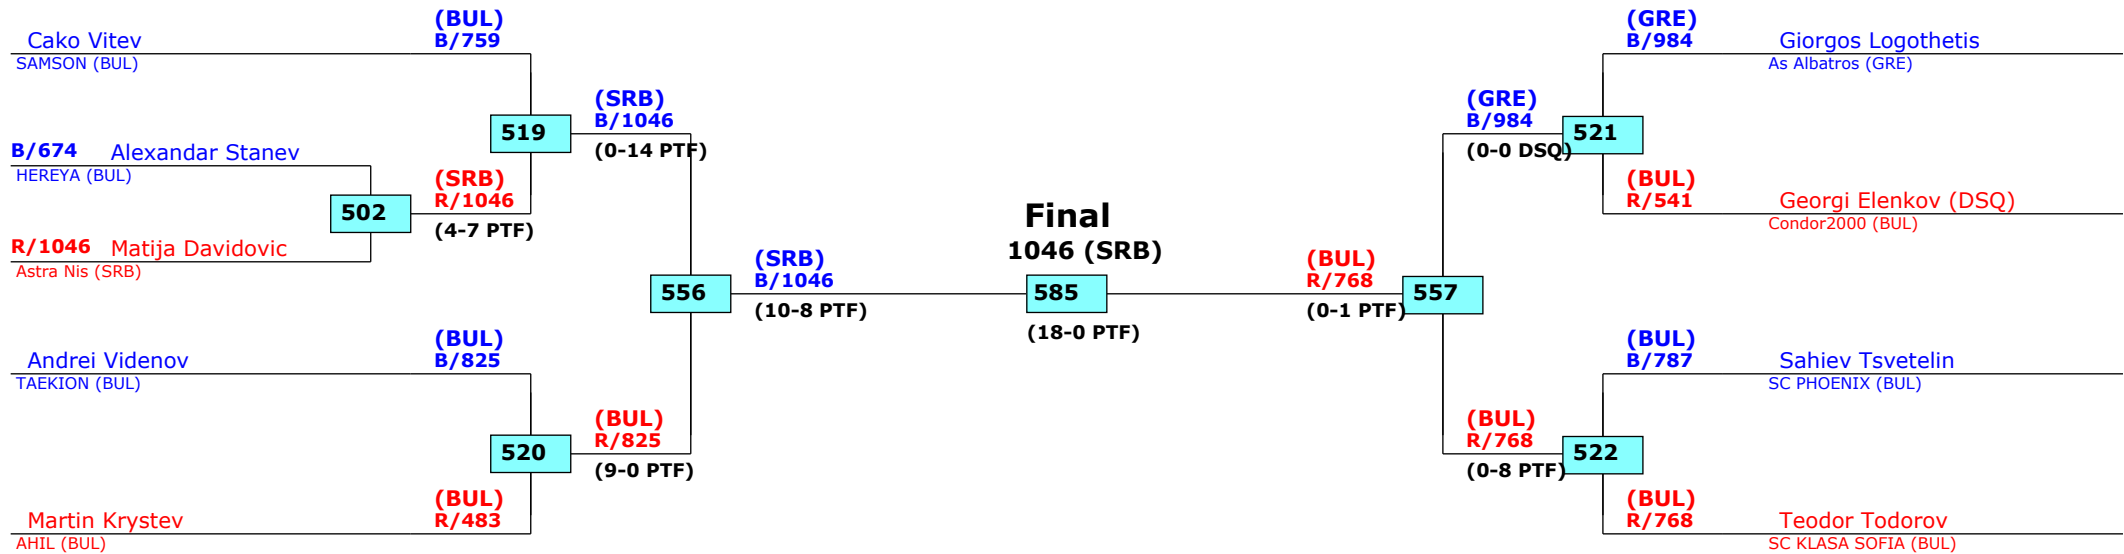 (BUL)
B/759
Cako Vitev
SAMSON (BUL)
(SRB)
B/1046
519
(0-14 PTF)
B/674 Alexandar Stanev
HEREYA (BUL)
(SRB)
R/1046
502
(4-7 PTF)
R/1046 Matija Davidovic
Astra Nis (SRB)
(SRB)
B/1046
556
(10-8 PTF)
(BUL)
B/825
Andrei Videnov
TAEKION (BUL)
(BUL)
R/825
520
(9-0 PTF)
(BUL)
R/483
Martin Krystev
AHIL (BUL)
Final
1046 (SRB)
585
(18-0 PTF)
(GRE)
B/984
Giorgos Logothetis
As Albatros (GRE)
(GRE)
B/984
521
(0-0 DSQ)
(BUL)
R/541
Georgi Elenkov (DSQ)
Condor2000 (BUL)
(BUL)
R/768
557
(0-1 PTF)
(BUL)
B/787
Sahiev Tsvetelin
SC PHOENIX (BUL)
(BUL)
R/768
522
(0-8 PTF)
(BUL)
R/768
Teodor Todorov
SC KLASA SOFIA (BUL)